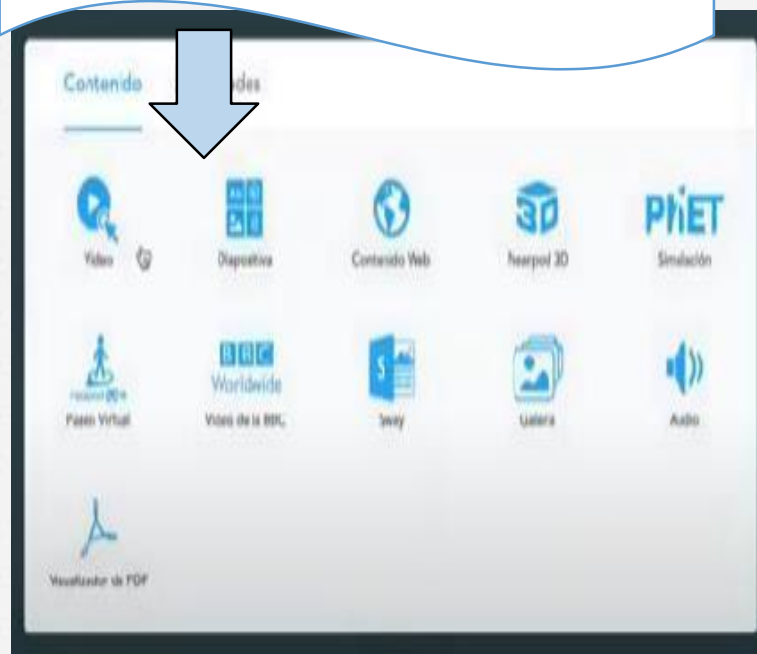 Contenido des
Video Diapositiva Contenido Web Nearpod 3D PhET Simulación
Paseo Virtual BBC Worldwide Video de la BBC Sway Galería Audio
Visualizador de PDF